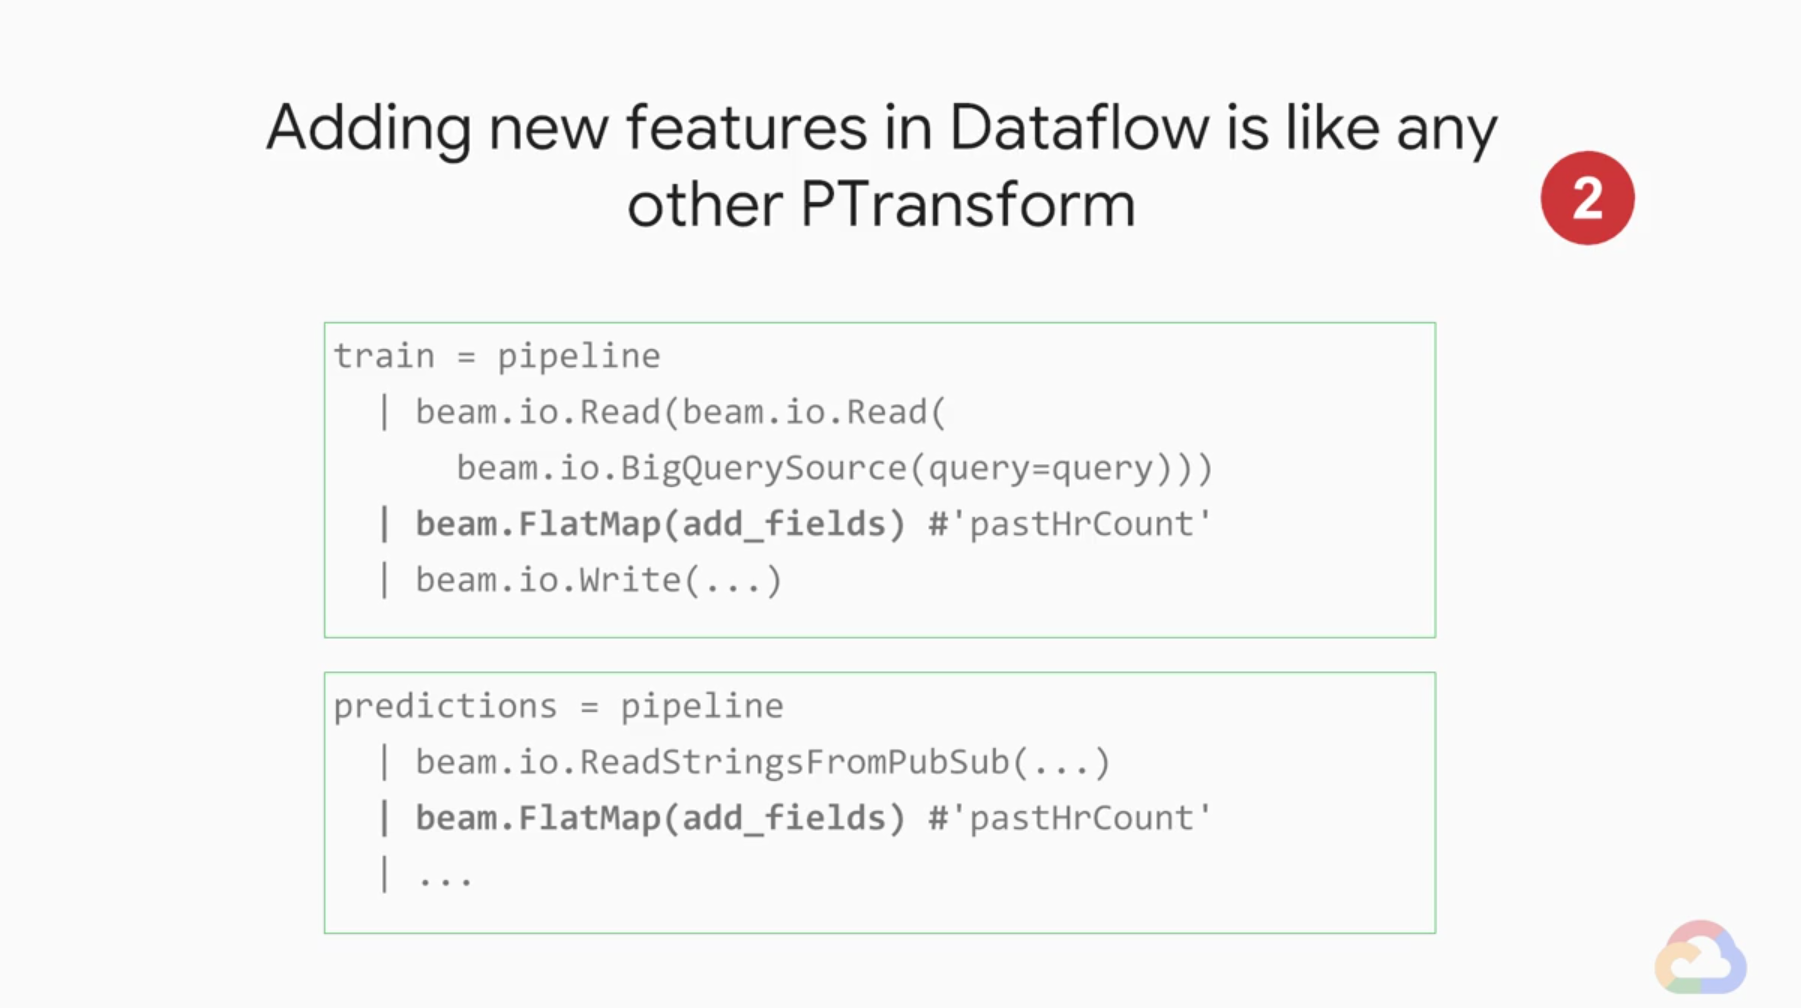 Adding new features in Dataflow is like any
other PTransform
2
train = pipeline
| beam.io.Read(beam.io.Read(
beam.io.BigQuerySource(query=query)))
| beam.FlatMap(add_fields) #'pastHrCount'
| beam.io.Write(...)
predictions = pipeline
| beam.io.ReadStringsFromPubSub(...)
| beam.FlatMap(add_fields) #'pastHrCount'
| ...